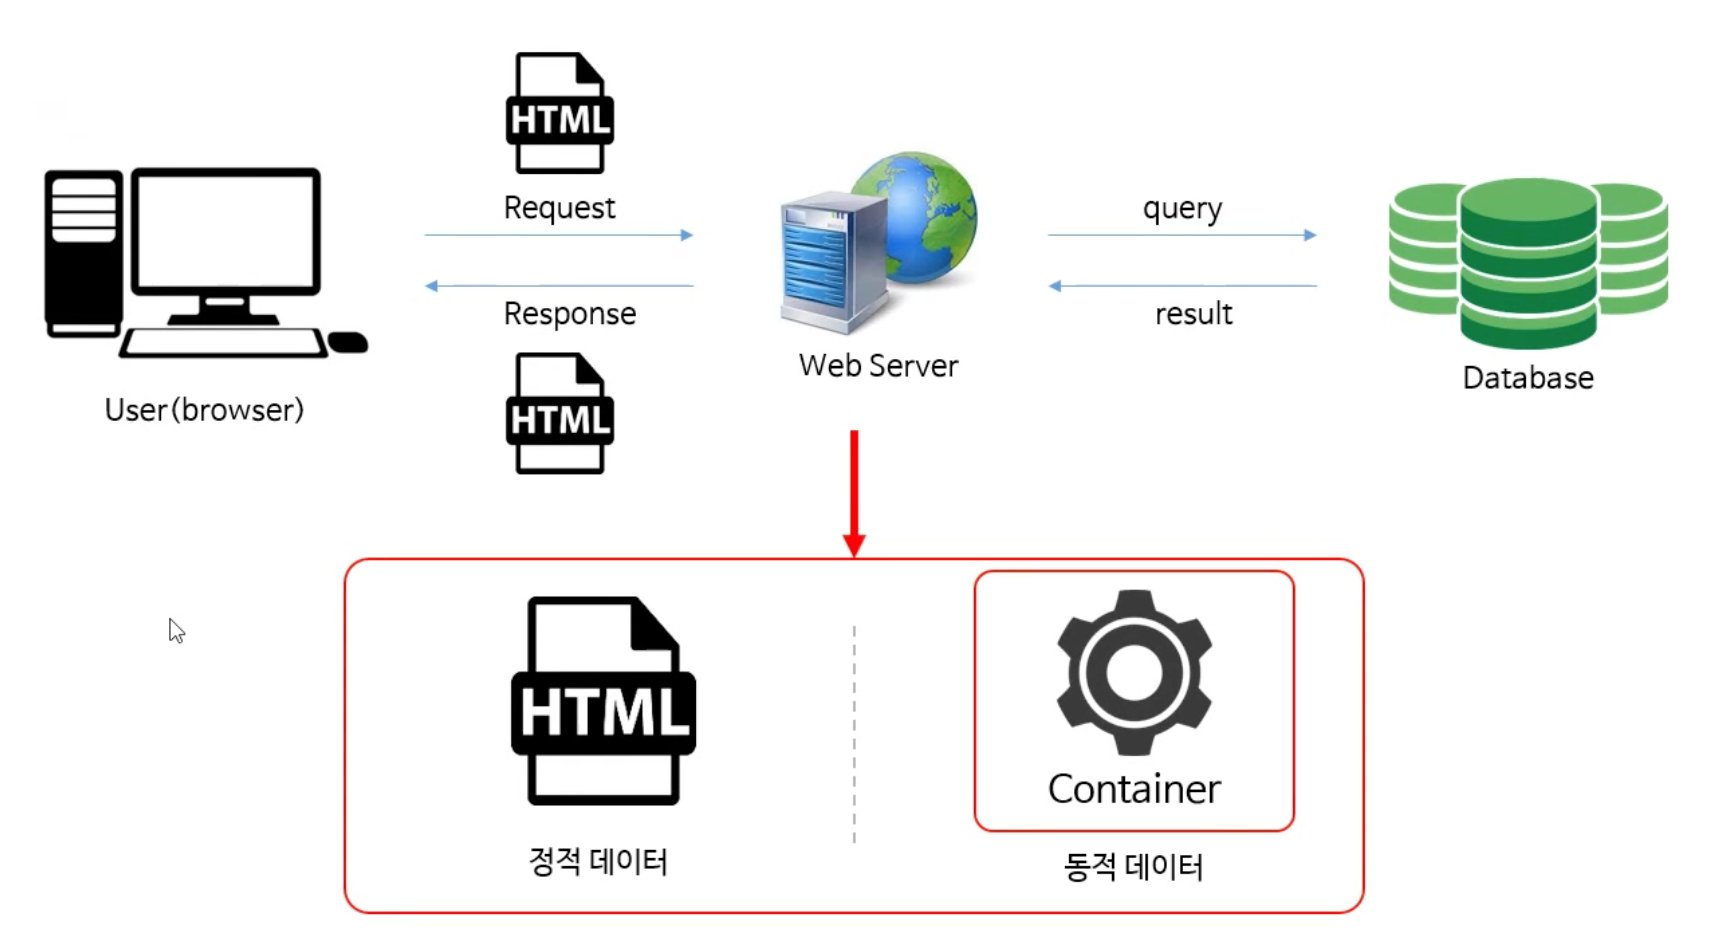 HTML
Request
Response
HTML
User(browser)
Web Server
query
result
Database
HTML
정적 데이터
Container
동적 데이터